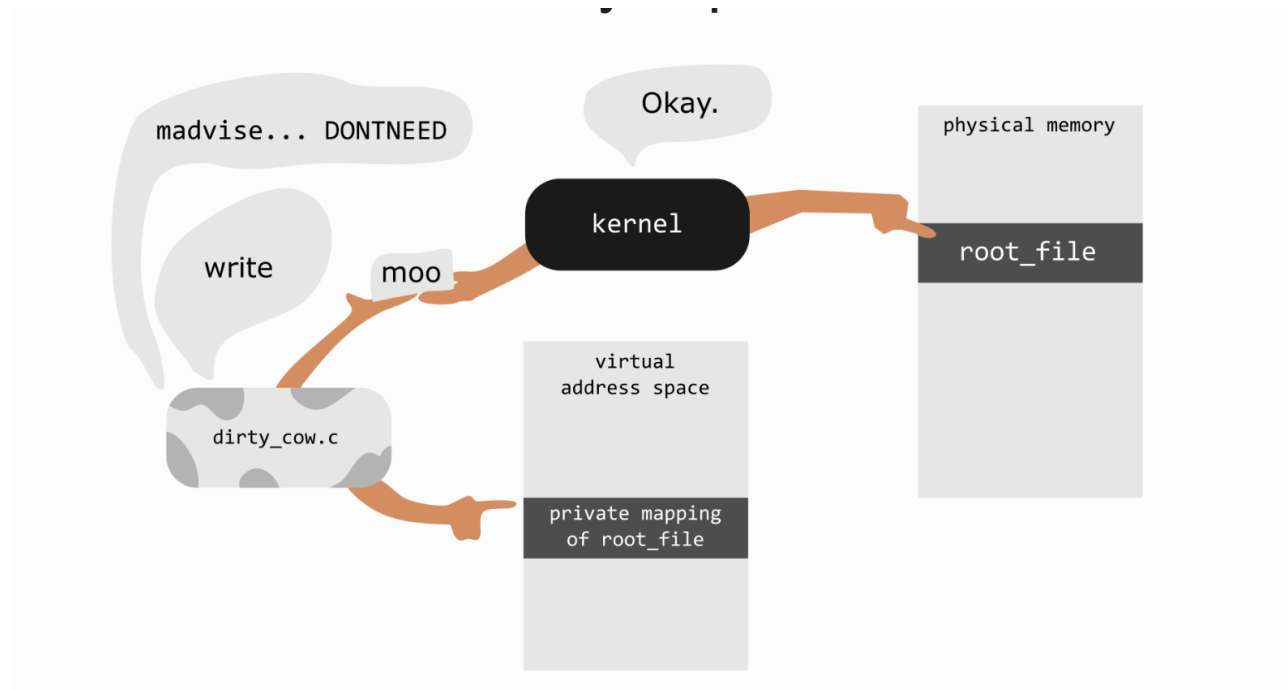 madvise... DONTNEED
Okay.
physical memory
write
moo
kernel
root_file
dirty_cow.c
virtual
address space
private mapping
of root_file